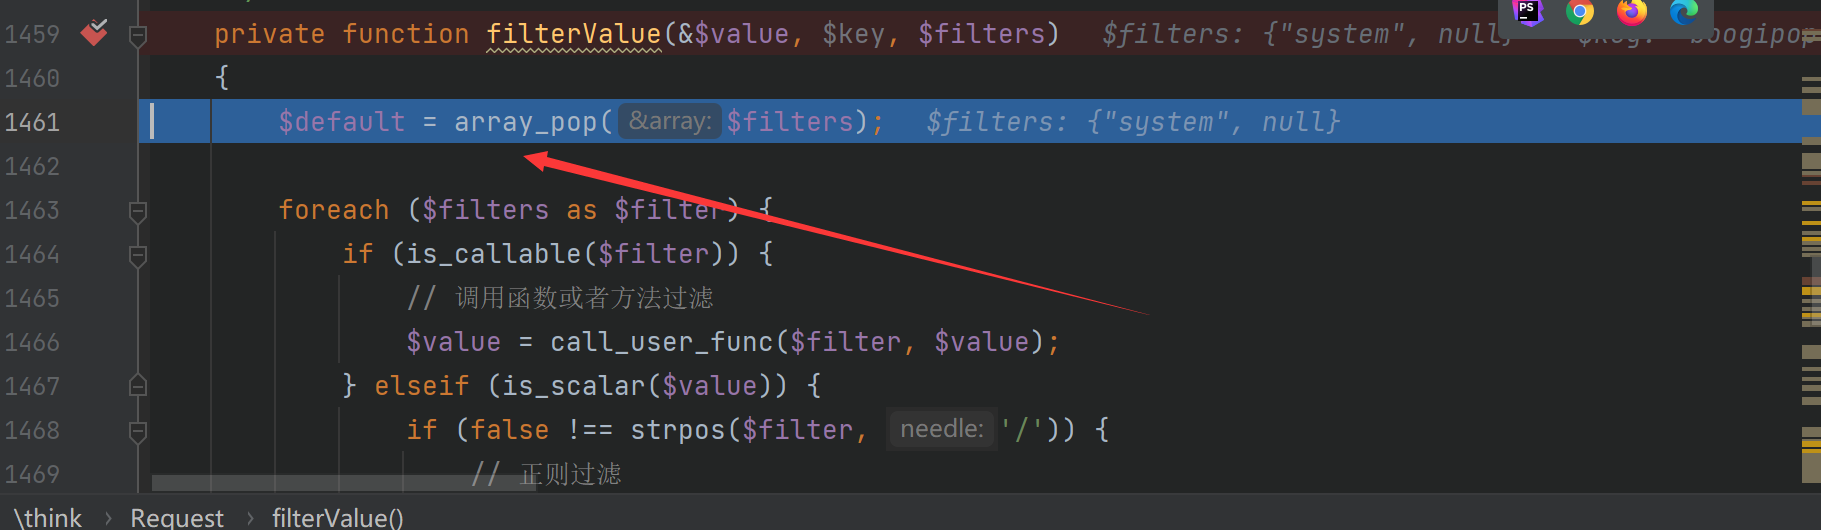 1459 private function filterValue(&$value, $key, $filters) $filters: {"system", null} $key: "boogipop
PS
1460 {
1461 $default = array_pop( &array: $filters); $filters: {"system", null}
1462
1463 foreach ($filters as $filter) {
1464 if (is_callable($filter)) {
1465 // 调用函数或者方法过滤
1466 $value = call_user_func($filter, $value);
1467 } elseif (is_scalar($value)) {
1468 if (false !== strpos($filter, needle: '/')) {
1469 // 正则过滤
\think › Request › filterValue()